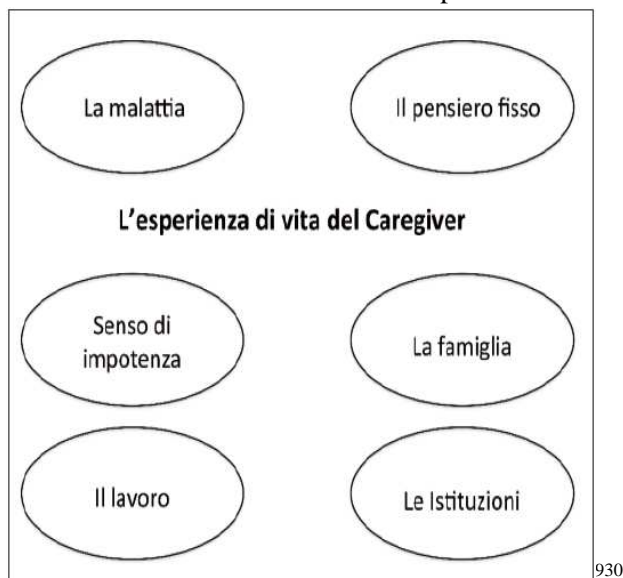 La malattia
Il pensiero fisso
L'esperienza di vita del Caregiver
Senso di
impotenza
La famiglia
Il lavoro
Le Istituzioni
930